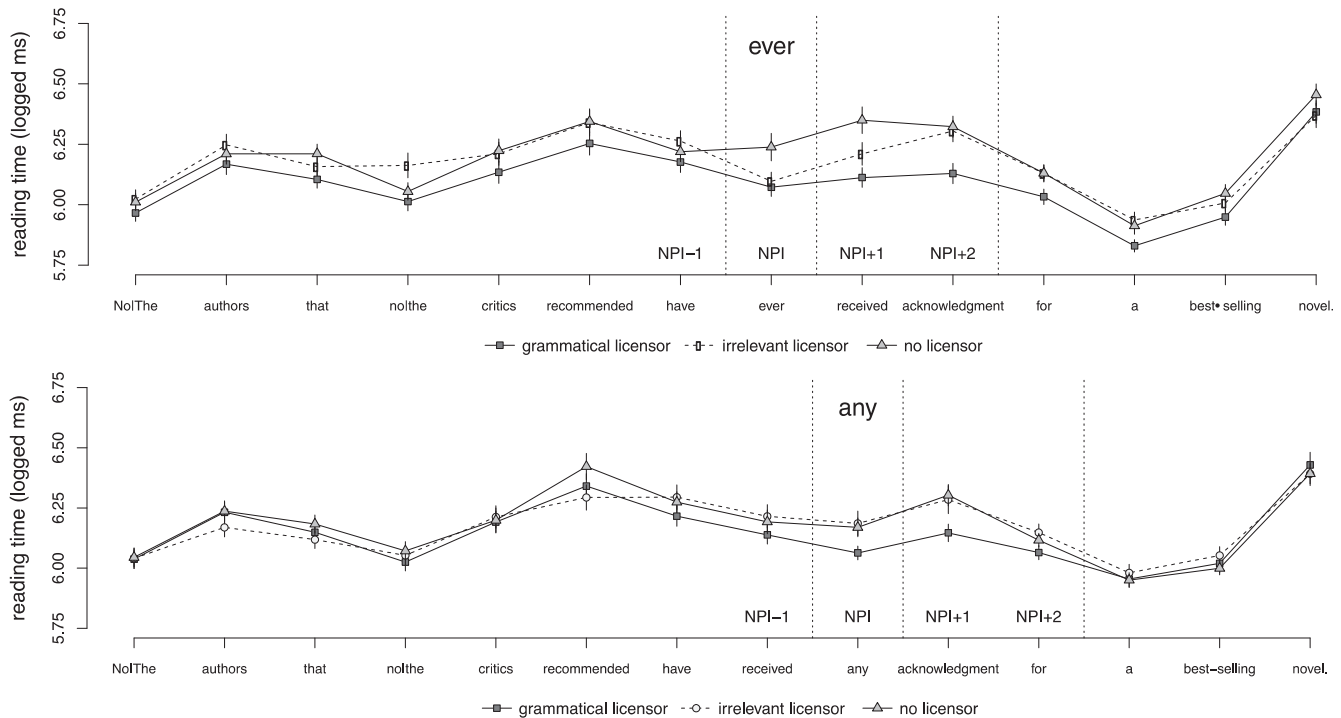 reading time (logged ms)
6.75
6.50
6.25
6.00
5.75
ever
NPI−1 NPI NPI+1 NPI+2
No|The authors that no|the critics recommended have ever received acknowledgment for a best•selling novel.
grammatical licensor irrelevant licensor no licensor
reading time (logged ms)
6.75
6.50
6.25
6.00
5.75
any
NPI−1 NPI NPI+1 NPI+2
No|The authors that no|the critics recommended have received any acknowledgment for a best−selling novel.
grammatical licensor irrelevant licensor no licensor